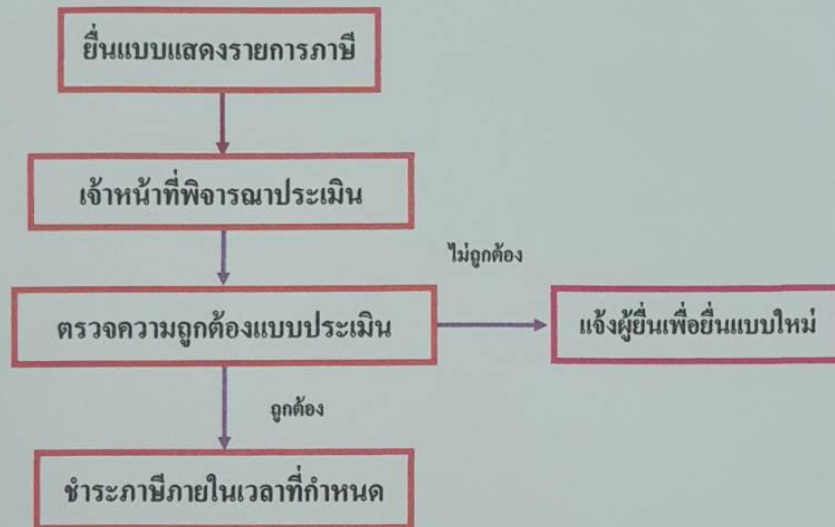 ยื่นแบบแสดงรายการภาษี
เจ้าหน้าที่พิจารณาประเมิน
ไม่ถูกต้อง
ตรวจความถูกต้องแบบประเมิน
แจ้งผู้ยื่นเพื่อยื่นแบบใหม่
ถูกต้อง
ชำระภาษีภายในเวลาที่กำหนด